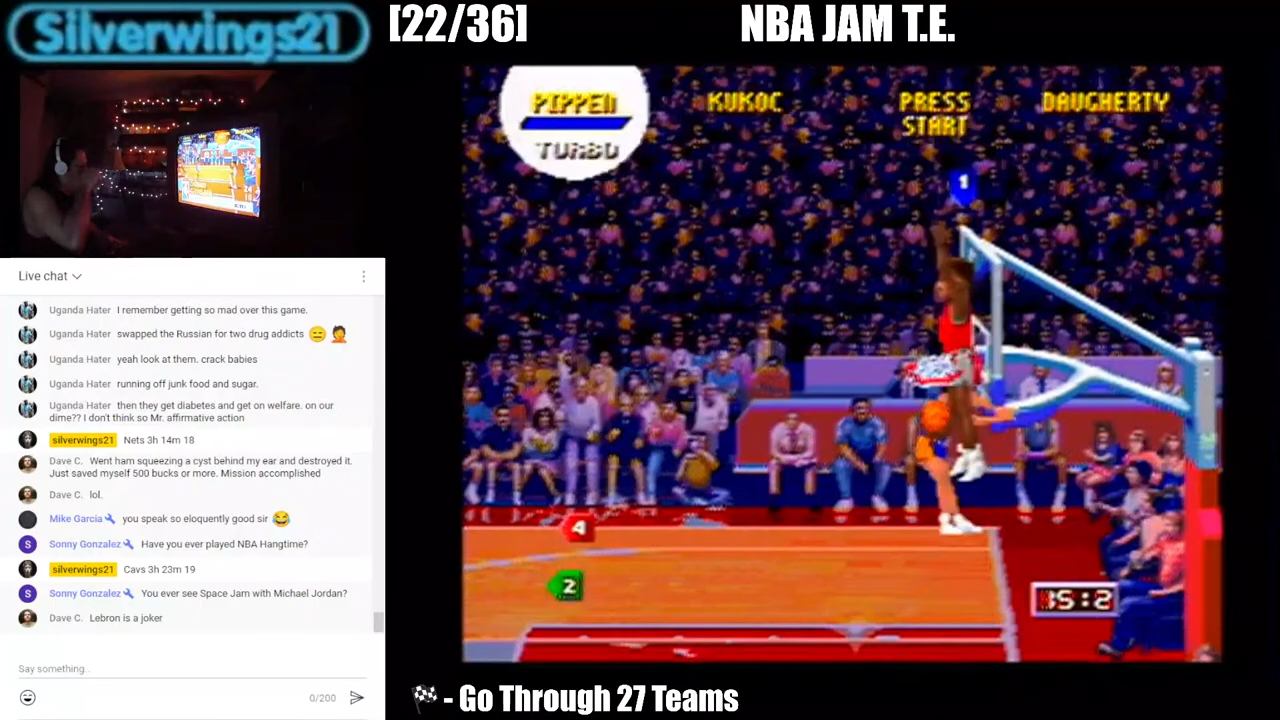 Silverwings21
[22/36]
NBA JAM T.E.
PIPPEN
TURBO
KUKOC
PRESS
START
DAUGHERTY
1
Live chat
Uganda Hater I remember getting so mad over this game.
Uganda Hater swapped the Russian for two drug addicts 😑 🤦
Uganda Hater yeah look at them. crack babies
Uganda Hater running off junk food and sugar.
Uganda Hater then they get diabetes and get on welfare. on our
dime?? I don't think so Mr. affirmative action
silverwings21 Nets 3h 14m 18
Dave C. Went ham squeezing a cyst behind my ear and destroyed it.
Just saved myself 500 bucks or more. Mission accomplished
Dave C. lol.
Mike Garcia you speak so eloquently good sir 😂
S Sonny Gonzalez Have you ever played NBA Hangtime?
silverwings21 Cavs 3h 23m 19
S Sonny Gonzalez You ever see Space Jam with Michael Jordan?
Dave C. Lebron is a joker
4
2
Say something..
0/200
🏁 - Go Through 27 Teams